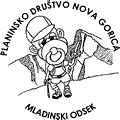 PLANINSKO DRUŠTVO NOVA GORICA
MLADINSKI ODSEK